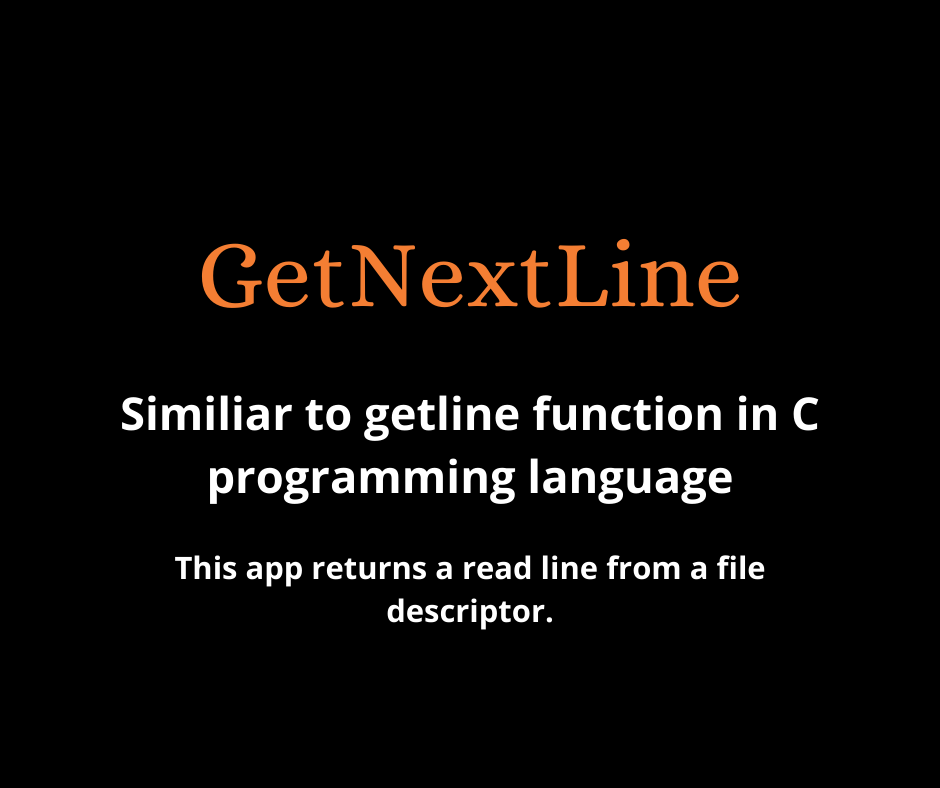 GetNextLine
Similiar to getline function in C
programming language
This app returns a read line from a file
descriptor.